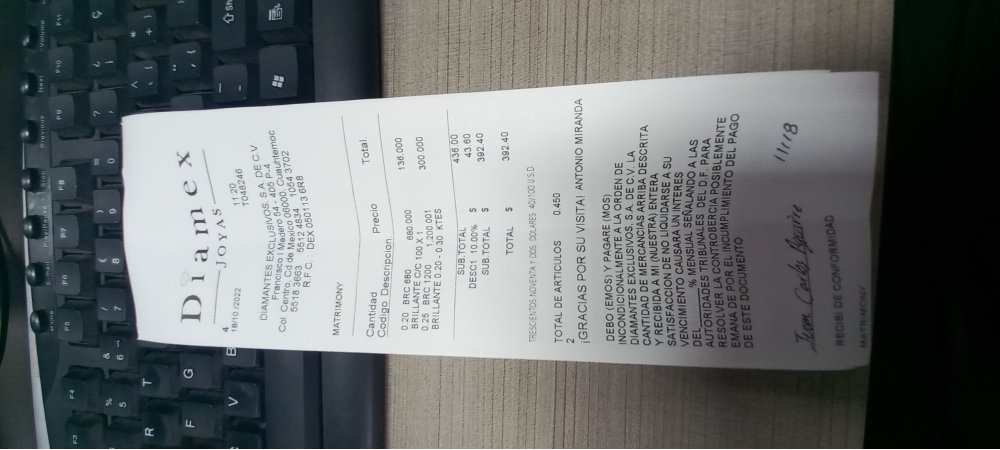 Diamex
JOYAS
4
18/10/2022 11:20
T048246
DIAMANTES EXCLUSIVOS, S.A. DE C.V.
Francisco I Madero 54 - 405 P-4
Col. Centro, Cd de Mexico 06000, Cuauhtemoc
5518 3663 5512 4834 1054 3702
R.F.C.: DEX 050113 6R8
MATRIMONY
Cantidad Precio Total
Codigo Descripcion
0.20 BRC 680 680.000 136.000
BRILLANTE C/C 100 X 1
0.25 BRC 1200 1,200.001 300.000
BRILLANTE 0.20 - 0.30 KTES
SUB.TOTAL 436.00
DESC1 10.00% $ 43.60
SUB.TOTAL $ 392.40
TOTAL $ 392.40
TRESCIENTOS NOVENTA Y DOS DOLARES 40/100 U.S.D
TOTAL DE ARTICULOS 0.450
2
¡GRACIAS POR SU VISITA! ANTONIO MIRANDA
DEBO (EMOS) Y PAGARE (MOS)
INCONDICIONALMENTE A LA ORDEN DE
DIAMANTES EXCLUSIVOS, S.A. DE C.V. LA
CANTIDAD DE MERCANCIAS ARRIBA DESCRITA
Y RECIBIDA A MI (NUESTRA) ENTERA
SATISFACCION DE NO LIQUIDARSE A SU
VENCIMIENTO CAUSARA UN INTERES
DEL ____ % MENSUAL, SEÑALANDO A LAS
AUTORIDADES TRIBUNALES DEL D.F. PARA
RESOLVER LA CONTROBERCIA POSIBLEMENTE
EMANA DE POR EL INCUMPLIMIENTO DEL PAGO
DE ESTE DOCUMENTO
Juan Carlos
11118
RECIBI DE CONFORMIDAD
MATRIMONY